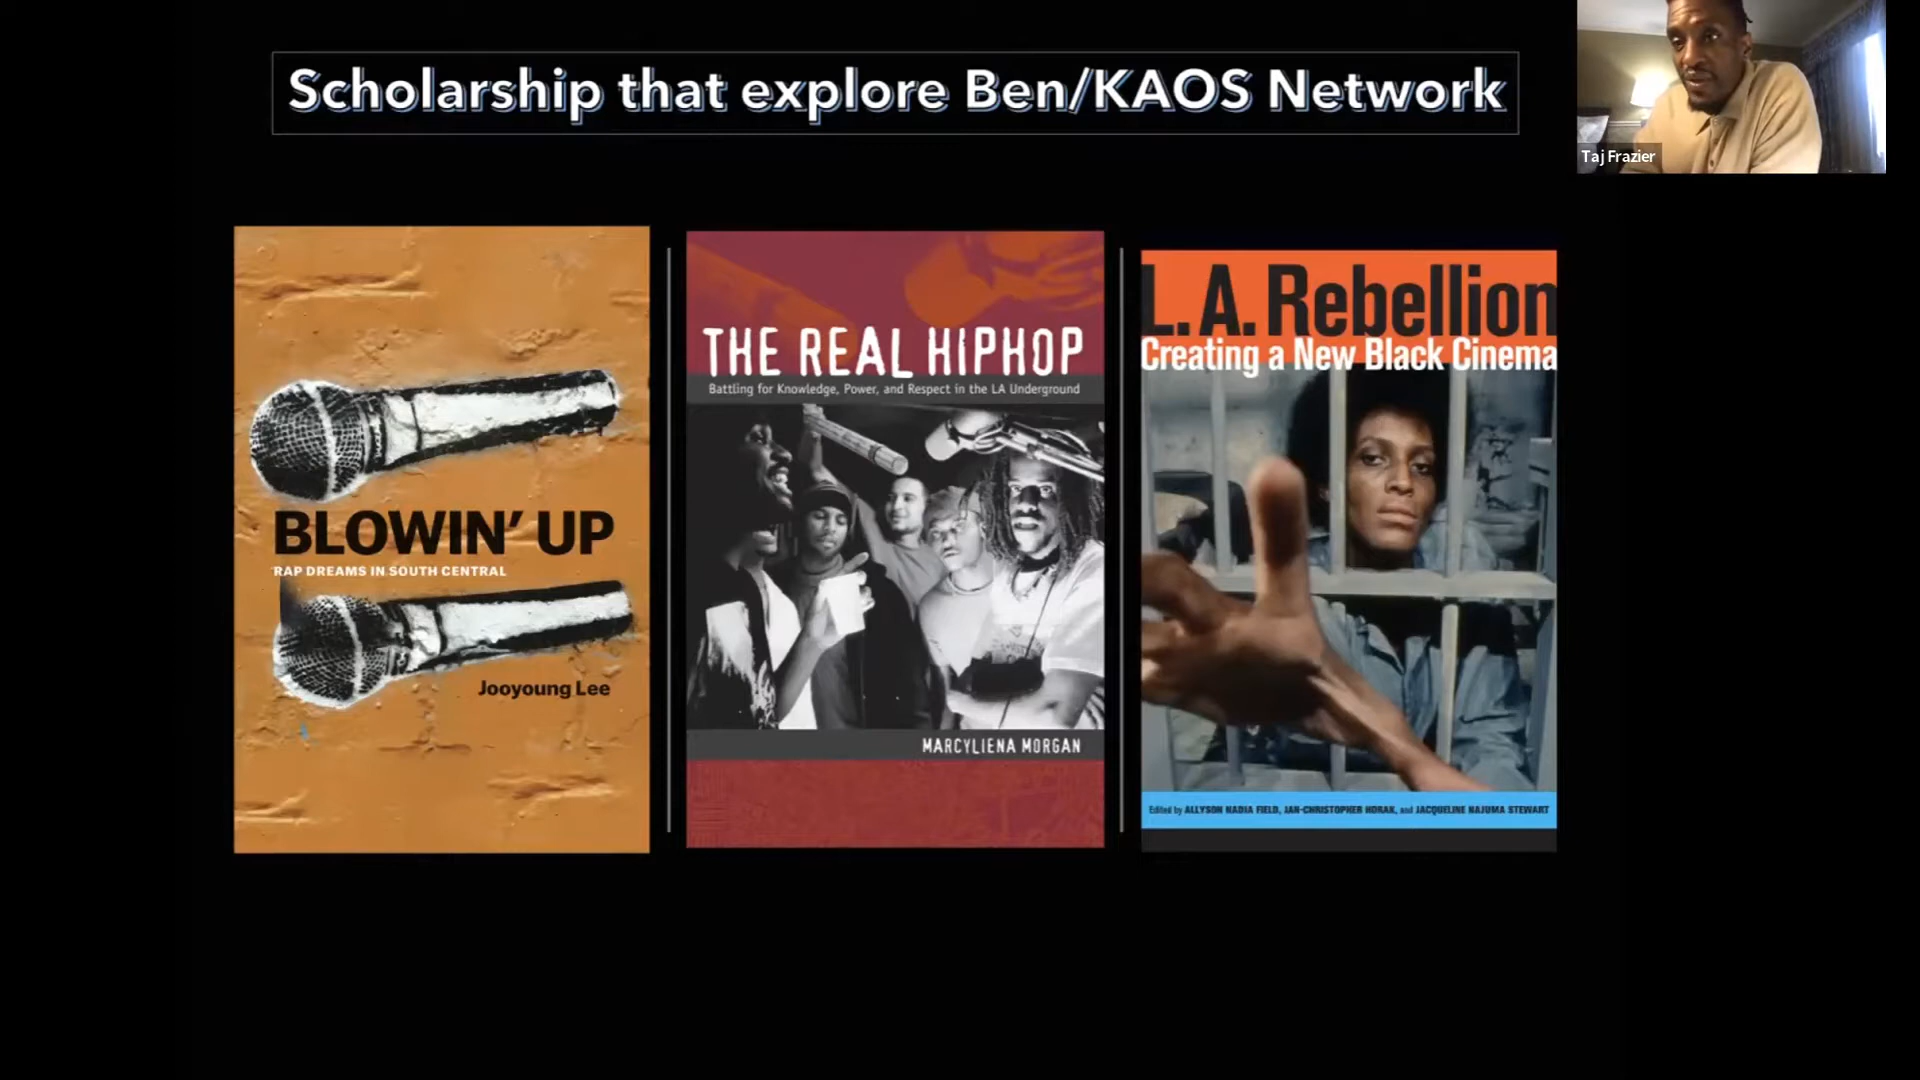 Scholarship that explore Ben/KAOS Network
Taj Frazier
BLOWIN' UP
RAP DREAMS IN SOUTH CENTRAL
Jooyoung Lee
THE REAL HIPHOP
Battling for Knowledge, Power, and Respect in the LA Underground
MARCYLIENA MORGAN
L.A. Rebellion
Creating a New Black Cinema
Edited by ALLYSON NADIA FIELD, JAN-CHRISTOPHER HORAK, and JACQUELINE NAJUMA STEWART